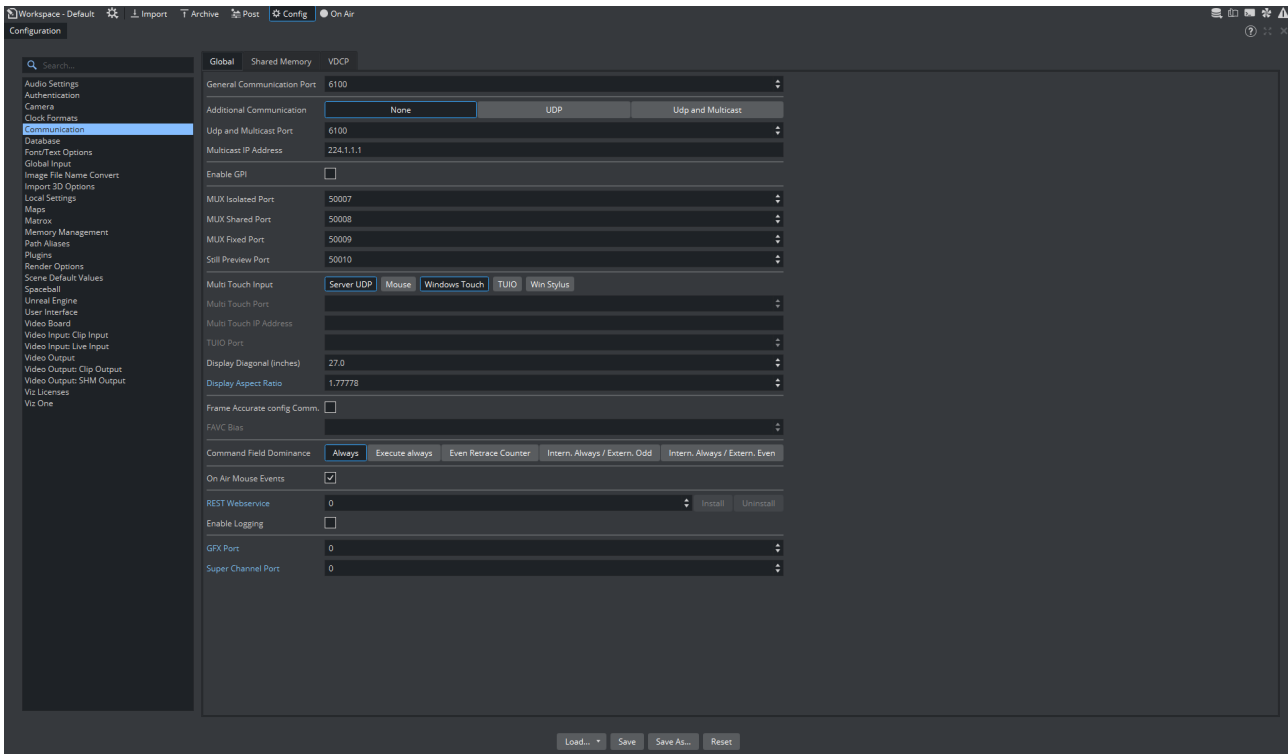 Workspace - Default Import Archive Post Config On Air
Configuration
Search...
Audio Settings
Authentication
Camera
Clock Formats
Communication
Database
Font/Text Options
Global Input
Image File Name Convert
Import 3D Options
Local Settings
Maps
Matrox
Memory Management
Path Aliases
Plugins
Render Options
Scene Default Values
Spaceball
Unreal Engine
User Interface
Video Board
Video Input: Clip Input
Video Input: Live Input
Video Output
Video Output: Clip Output
Video Output: SHM Output
Viz Licenses
Viz One
Global Shared Memory VDCP
General Communication Port 6100
Additional Communication None UDP Udp and Multicast
Udp and Multicast Port 6100
Multicast IP Address 224.1.1.1
Enable GPI
MUX Isolated Port 50007
MUX Shared Port 50008
MUX Fixed Port 50009
Still Preview Port 50010
Multi Touch Input Server UDP Mouse Windows Touch TUIO Win Stylus
Multi Touch Port
Multi Touch IP Address
TUIO Port
Display Diagonal (inches) 27.0
Display Aspect Ratio 1.77778
Frame Accurate config Comm.
FAVC Bias
Command Field Dominance Always Execute always Even Retrace Counter Intern. Always / Extern. Odd Intern. Always / Extern. Even
On Air Mouse Events
REST Webservice 0 Install Uninstall
Enable Logging
GFX Port 0
Super Channel Port 0
Load... Save Save As... Reset